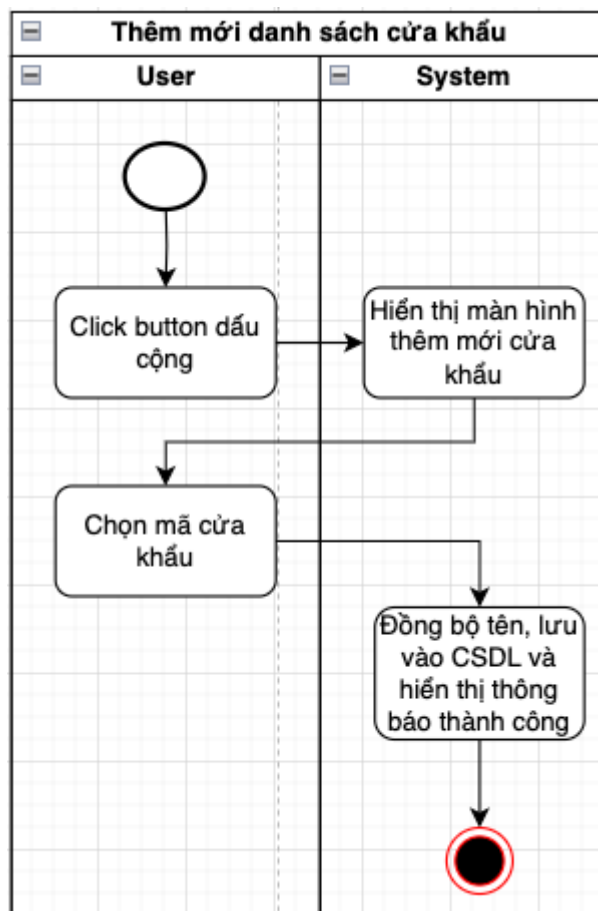 Thêm mới danh sách cửa khẩu
User
System
Click button dấu
cộng
Hiển thị màn hình
thêm mới cửa
khẩu
Chọn mã cửa
khẩu
Đồng bộ tên, lưu
vào CSDL và
hiển thị thông
báo thành công